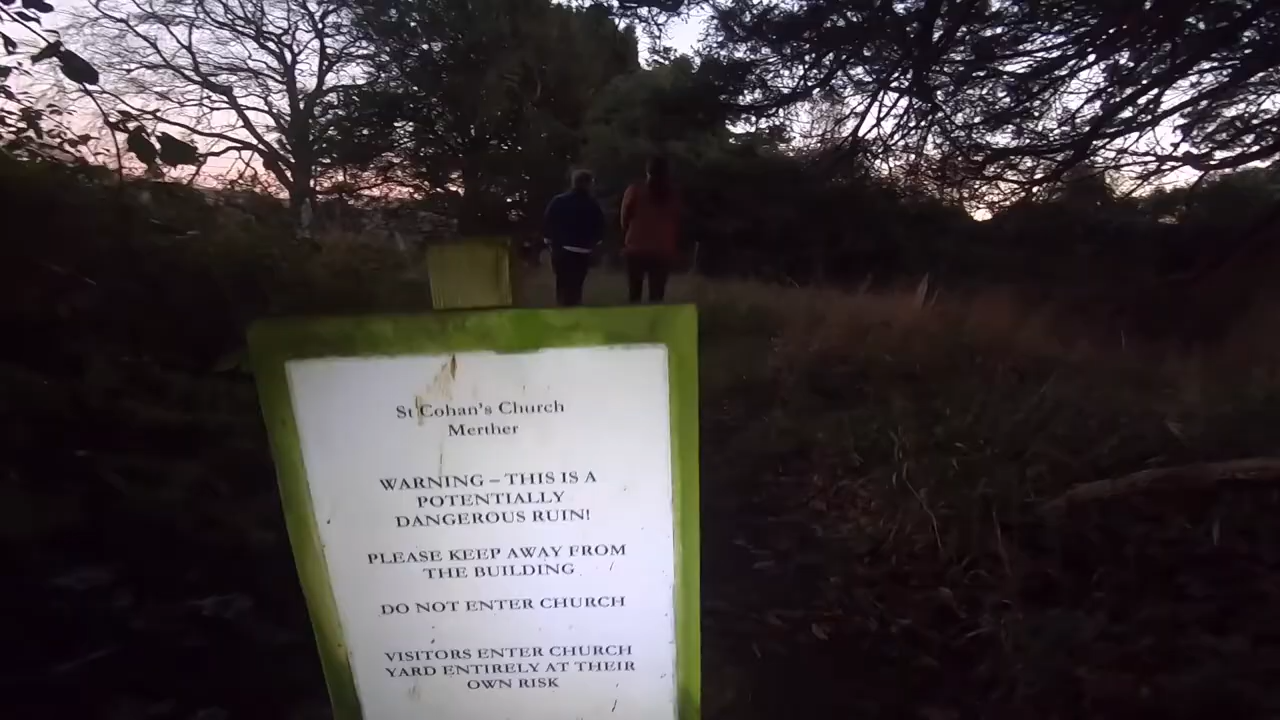 St Cohan's Church
Merther
WARNING – THIS IS A
POTENTIALLY
DANGEROUS RUIN!
PLEASE KEEP AWAY FROM
THE BUILDING
DO NOT ENTER CHURCH
VISITORS ENTER CHURCH
YARD ENTIRELY AT THEIR
OWN RISK